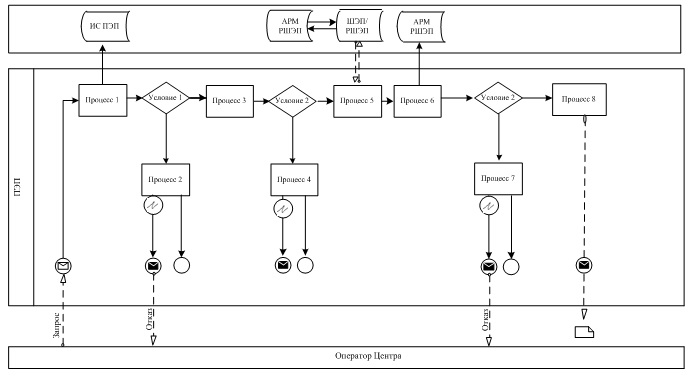 ИС ПЭП
АРМ
РШЭП
ШЭП/
РШЭП
АРМ
РШЭП
ПЭП
Процесс 1
Условие 1
Процесс 3
Условие 2
Процесс 5
Процесс 6
Условие 2
Процесс 8
Процесс 2
Процесс 4
Процесс 7
Запрос
Отказ
Отказ
Оператор Центра